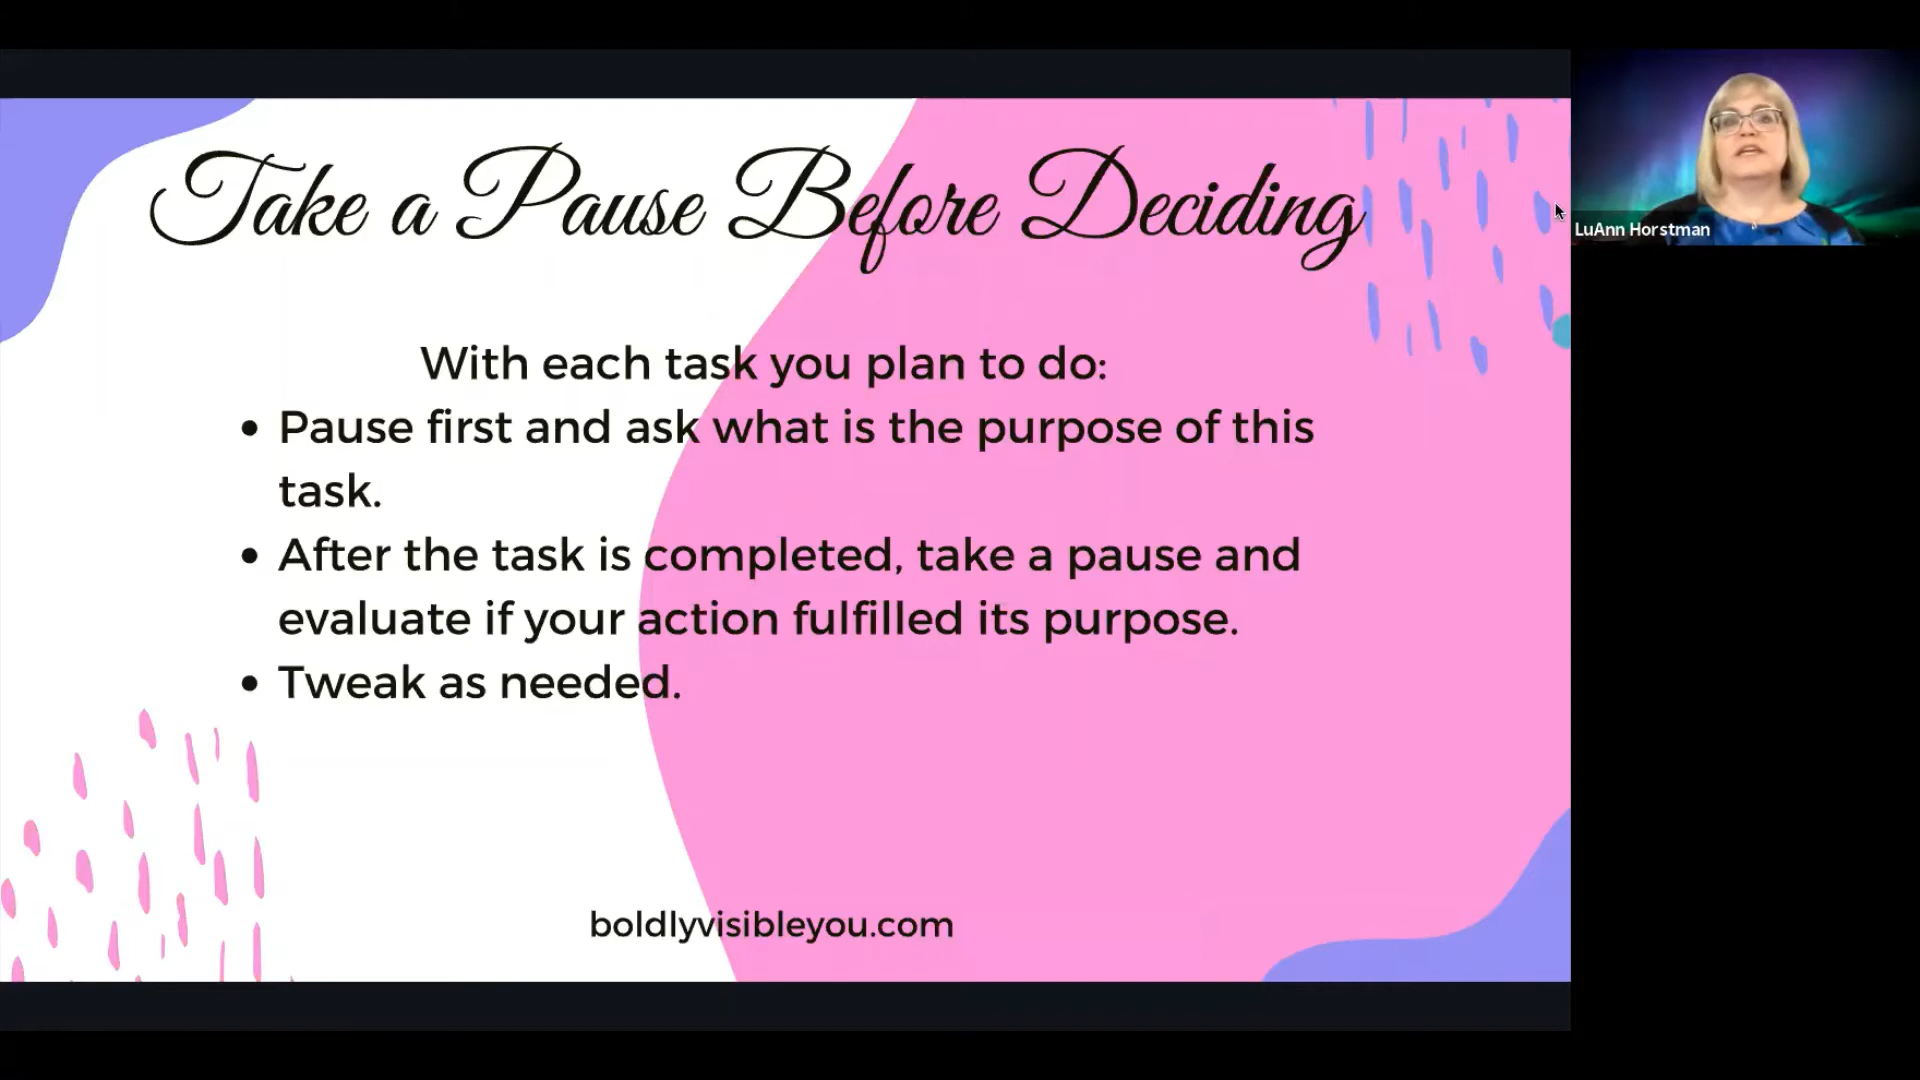 Take a Pause Before Deciding
With each task you plan to do:
• Pause first and ask what is the purpose of this
task.
• After the task is completed, take a pause and
evaluate if your action fulfilled its purpose.
• Tweak as needed.
boldlyvisibleyou.com
LuAnn Horstman